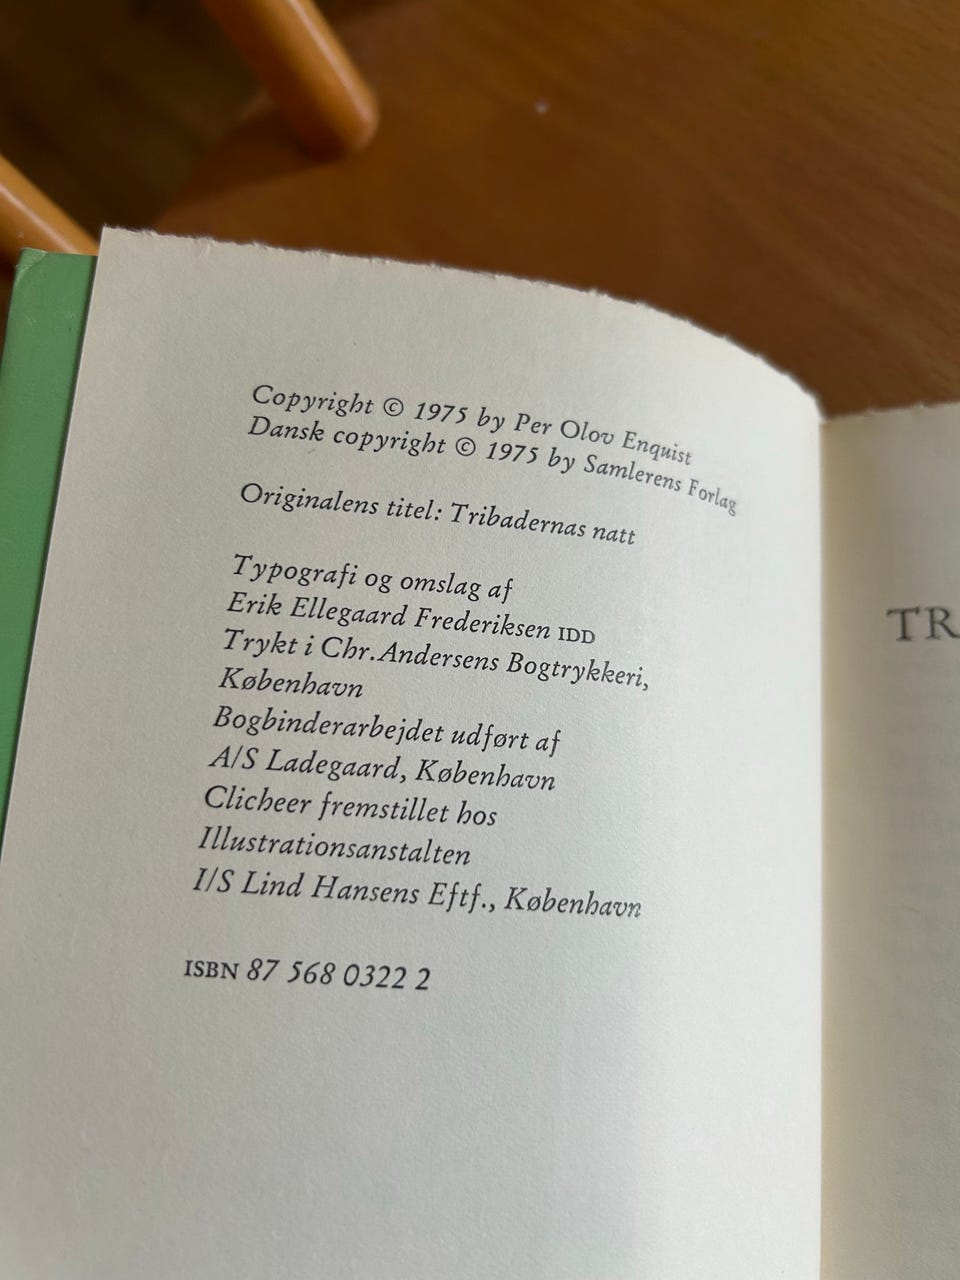 Copyright © 1975 by Per Olov Enquist
Dansk copyright © 1975 by Samlerens Forlag
Originalens titel: Tribadernas natt
Typografi og omslag af
Erik Ellegaard Frederiksen IDD
Trykt i Chr. Andersens Bogtrykkeri,
København
Bogbinderarbejdet udført af
A/S Ladegaard, København
Clicheer fremstillet hos
Illustrationsanstalten
I/S Lind Hansens Eftf., København
ISBN 87 568 0322 2
TR